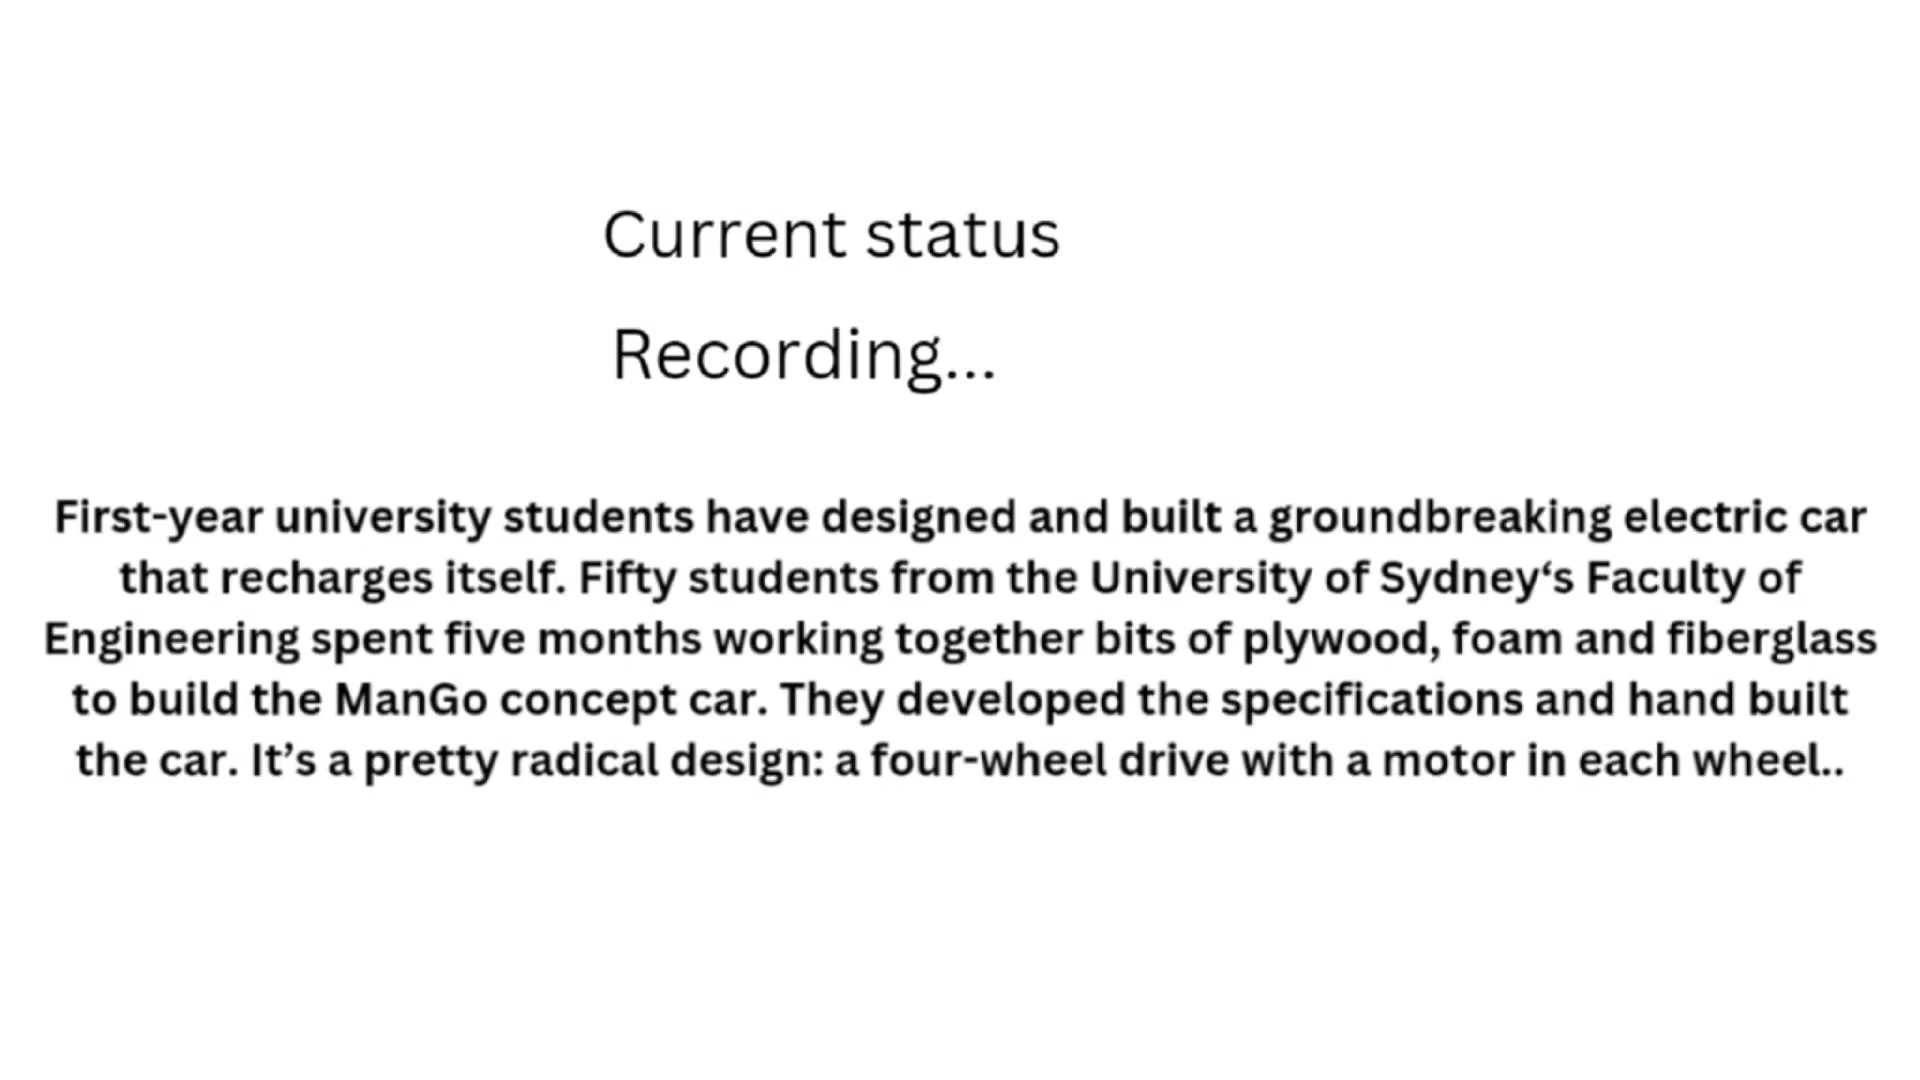 Current status
Recording...
First-year university students have designed and built a groundbreaking electric car
that recharges itself. Fifty students from the University of Sydney‘s Faculty of
Engineering spent five months working together bits of plywood, foam and fiberglass
to build the ManGo concept car. They developed the specifications and hand built
the car. It’s a pretty radical design: a four-wheel drive with a motor in each wheel..